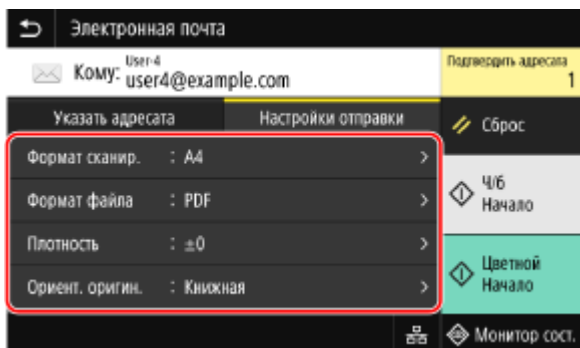 Электронная почта
Кому: User-4
user4@example.com
Подтвердить адресата
1
Указать адресата
Настройки отправки
Сброс
Формат сканир. : A4
Формат файла : PDF
Плотность : ±0
Ориент. оригин. : Книжная
Ч/б
Начало
Цветной
Начало
Монитор сост.